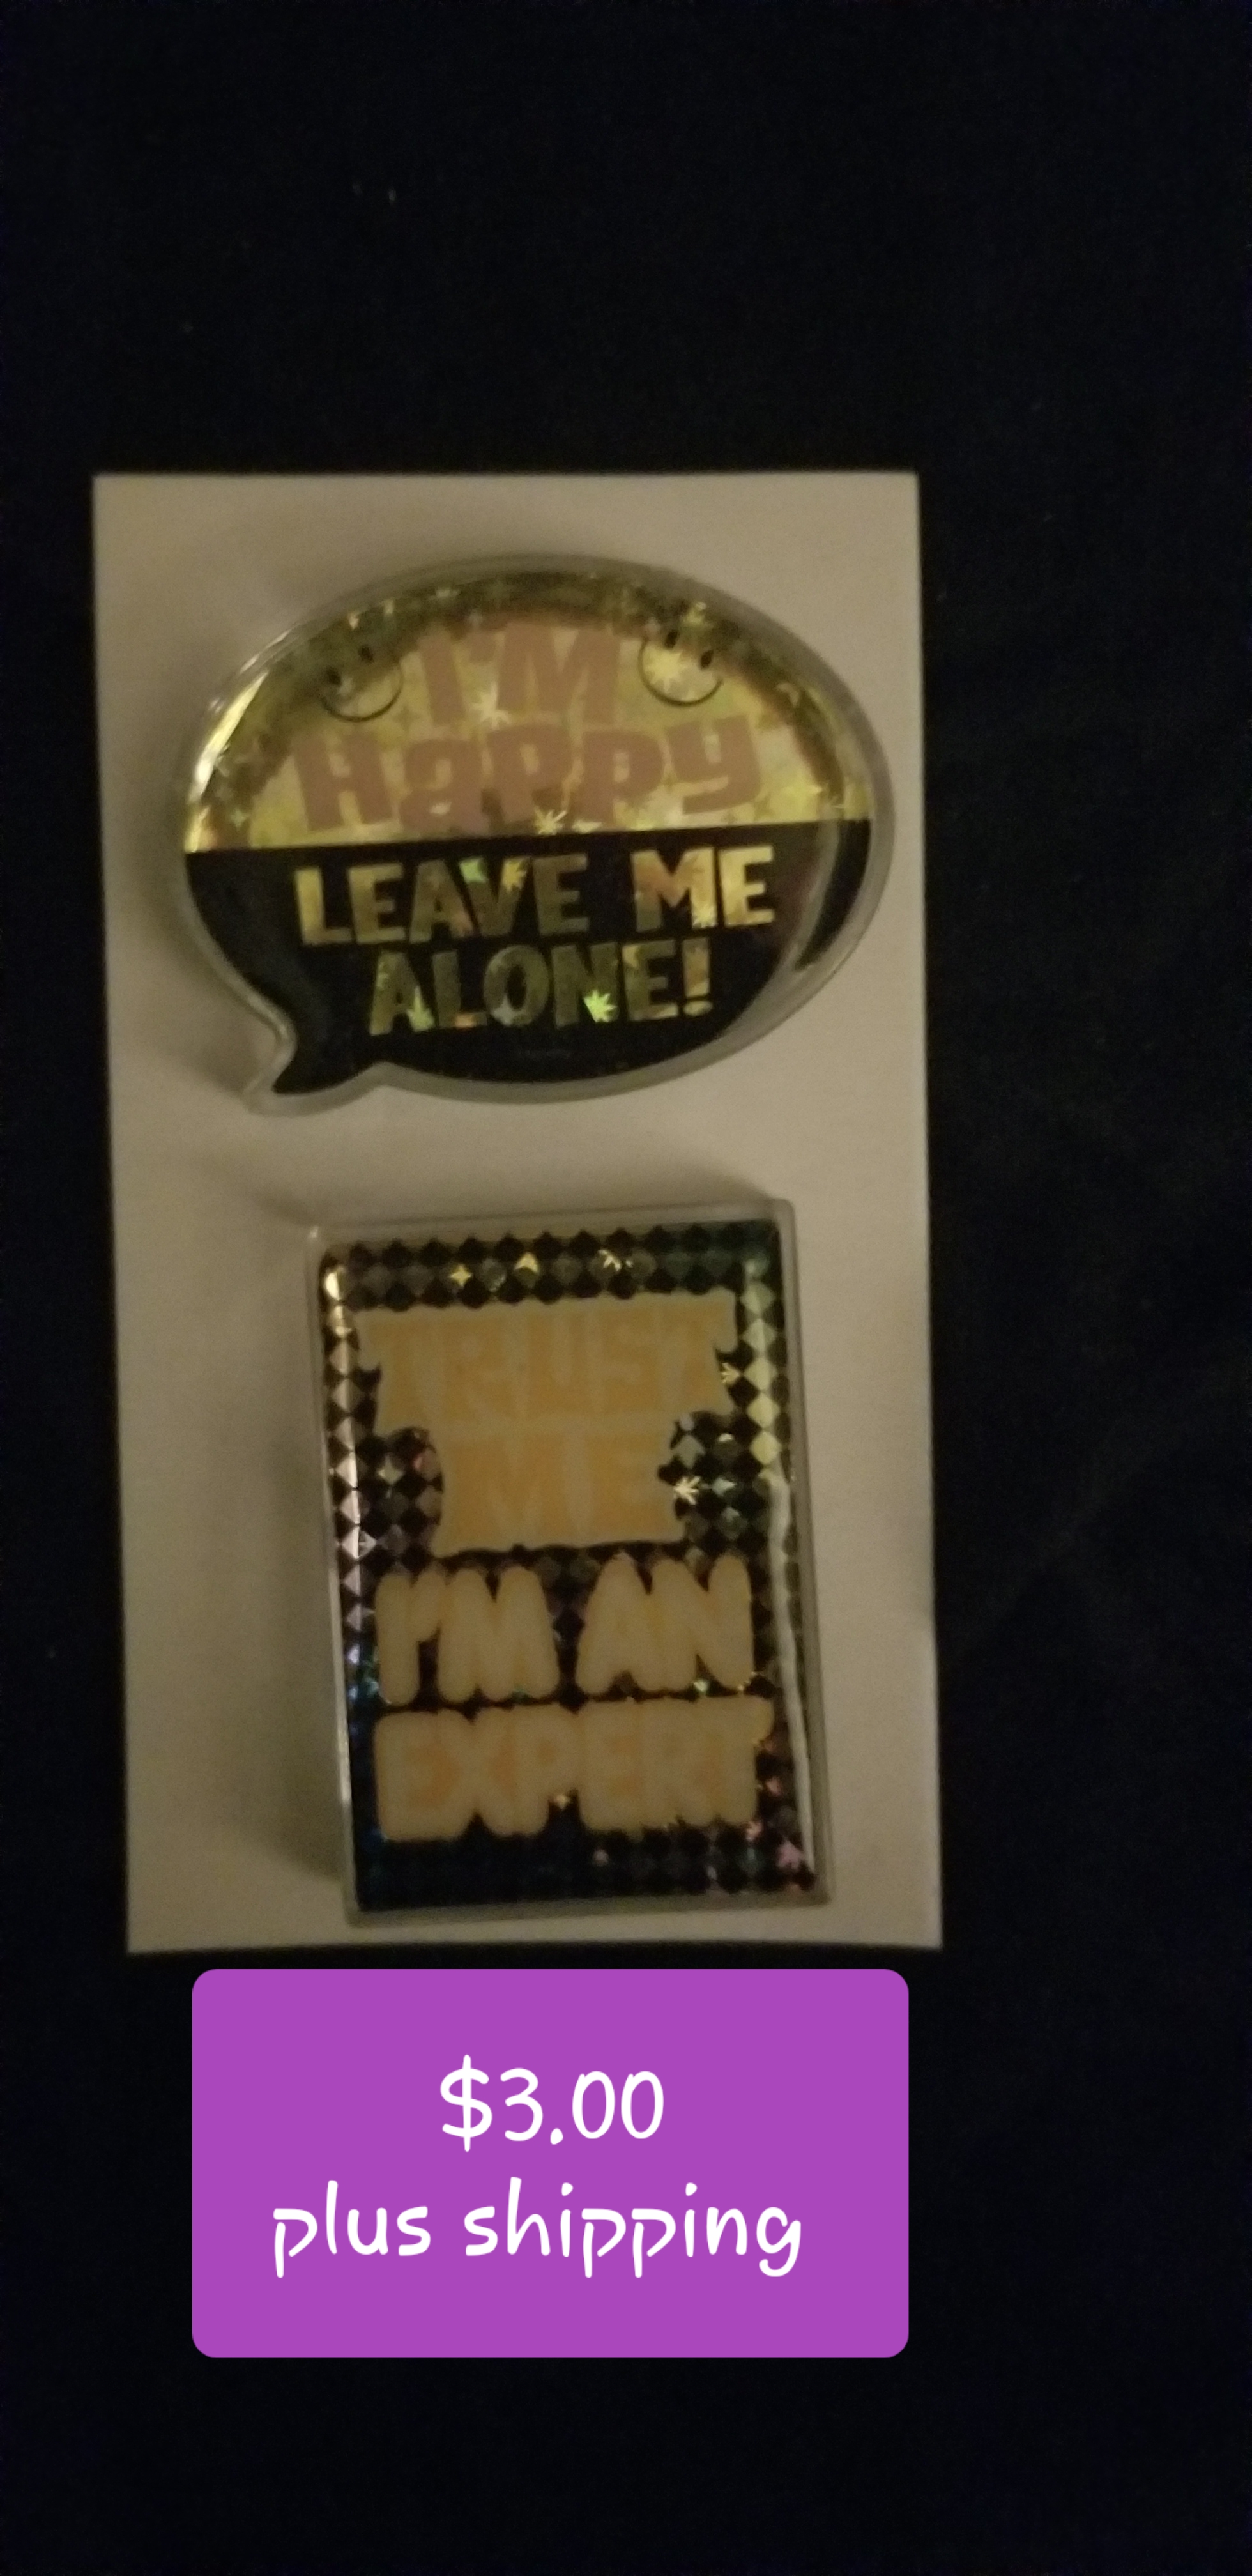 I'M
Happy
LEAVE ME
ALONE!
TRUST
ME
I'M AN
EXPERT
$3.00
plus shipping